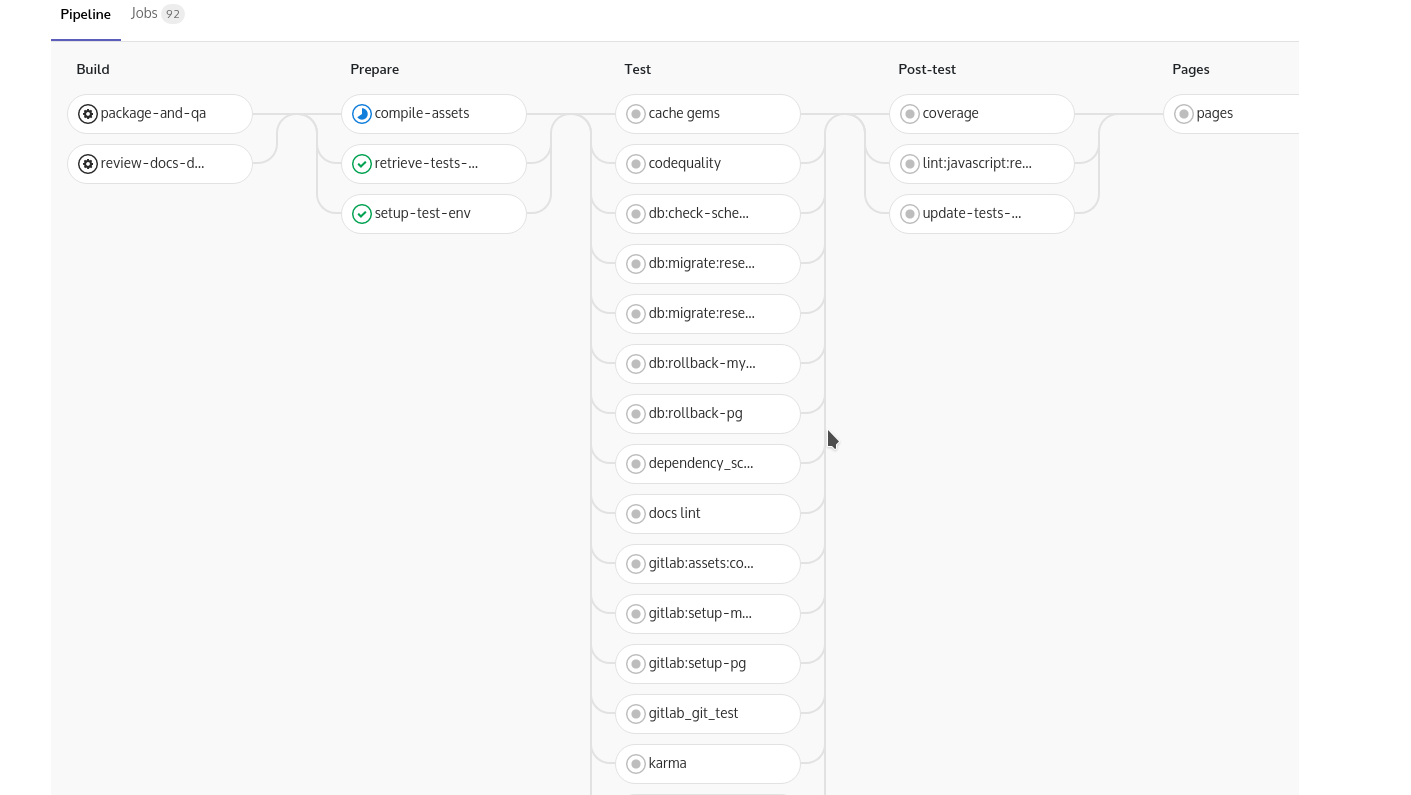 Pipeline
Jobs 92
Build
package-and-qa
review-docs-d...
Prepare
compile-assets
retrieve-tests-...
setup-test-env
Test
cache gems
codequality
db:check-sche...
db:migrate:rese...
db:migrate:rese...
db:rollback-my...
db:rollback-pg
dependency_sc...
docs lint
gitlab:assets:co...
gitlab:setup-m...
gitlab:setup-pg
gitlab_git_test
karma
Post-test
coverage
lint:javascript:re...
update-tests-...
Pages
pages